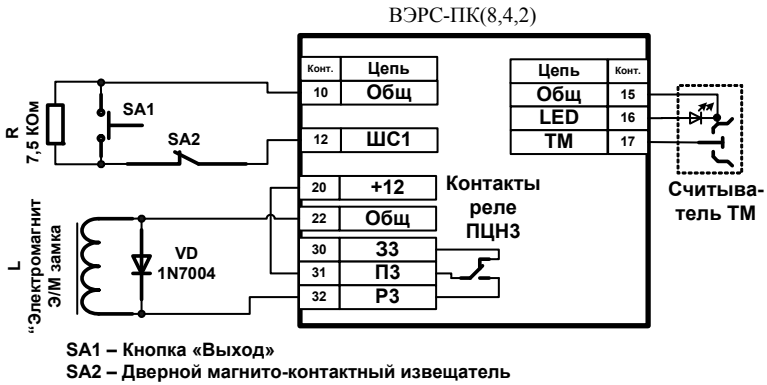 ВЭРС-ПК(8,4,2)
Конт. Цепь
10 Общ
12 ШС1
20 +12
22 Общ
30 З3
31 П3
32 Р3
Цепь Конт.
Общ 15
LED 16
ТМ 17
R
7,5 КОм
SA1
SA2
L
"Электромагнит
Э/М замка
VD
1N7004
Контакты
реле
ПЦН3
Считыва-
тель ТМ
SA1 – Кнопка «Выход»
SA2 – Дверной магнито-контактный извещатель